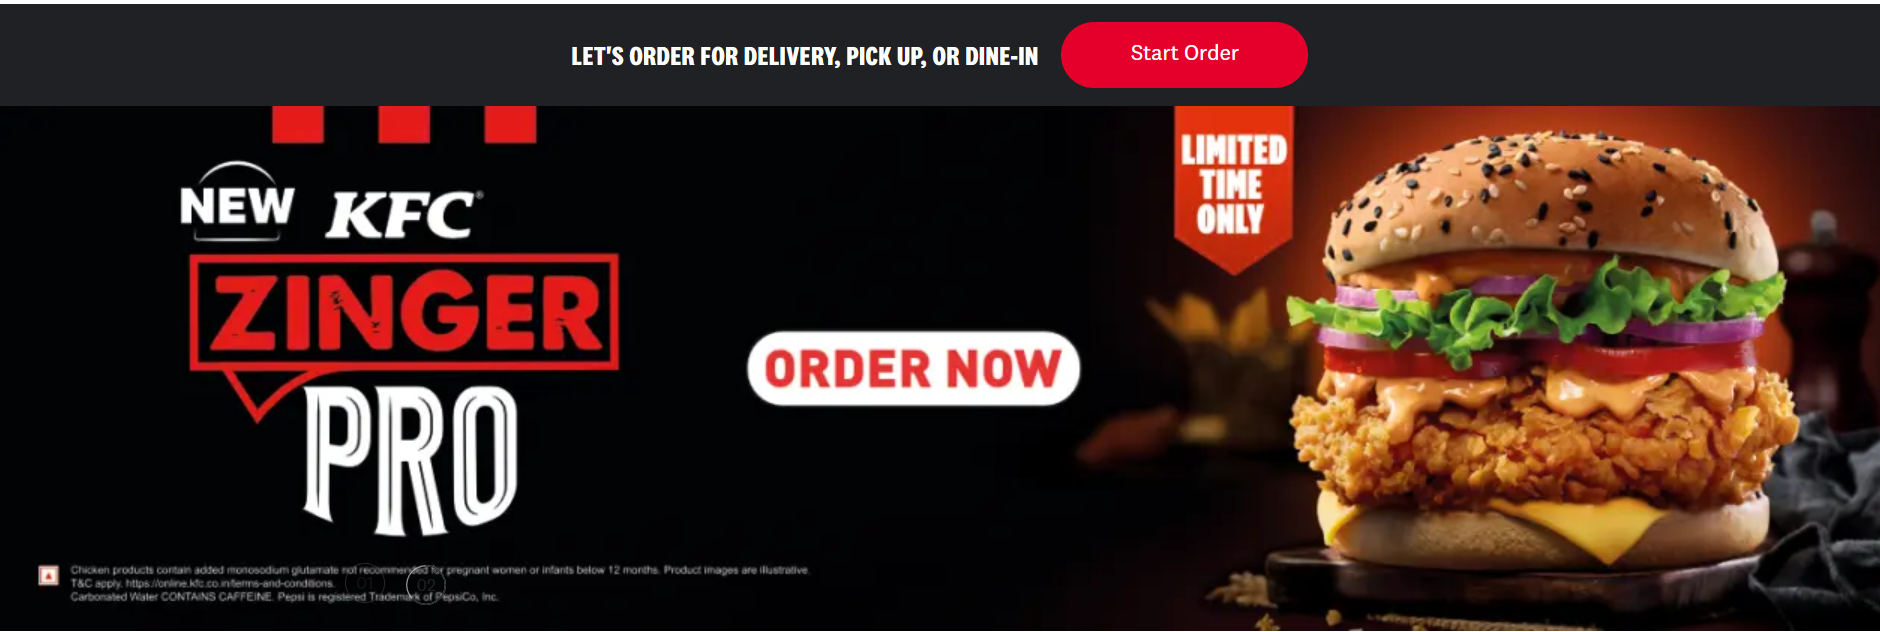 LET'S ORDER FOR DELIVERY, PICK UP, OR DINE-IN
Start Order
NEW KFC®
ZINGER
PRO
ORDER NOW
LIMITED
TIME
ONLY
Chicken products contain added monosodium glutamate not recommended for pregnant women or infants below 12 months. Product images are illustrative.
T&C apply. https://online.kfc.co.in/terms-and-conditions.
Carbonated Water CONTAINS CAFFEINE. Pepsi is registered Trademark of PepsiCo, Inc.
01
02